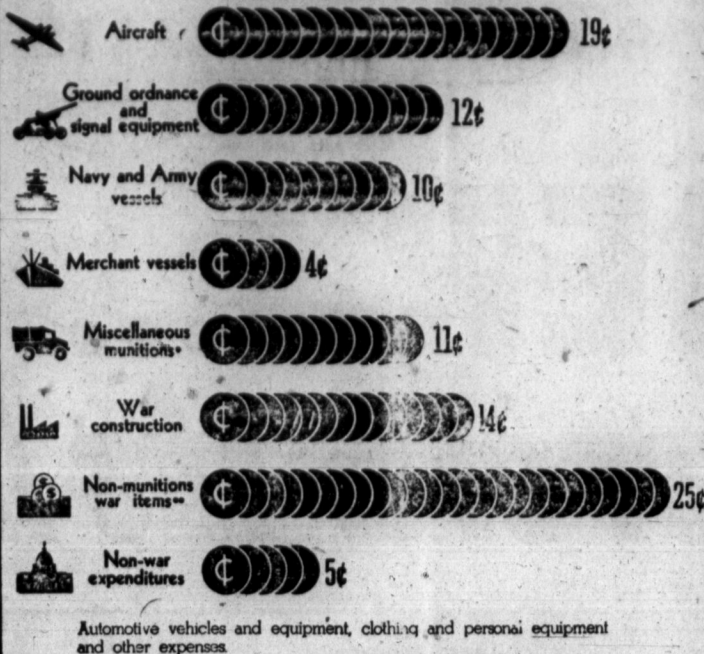 Aircraft
19¢
Ground ordnance
and
signal equipment
12¢
Navy and Army
vessels
10¢
Merchant vessels
4¢
Miscellaneous
munitions*
11¢
War
construction
14¢
Non-munitions
war items**
25¢
Non-war
expenditures
5¢
Automotive vehicles and equipment, clothing and personal equipment
and other expenses.